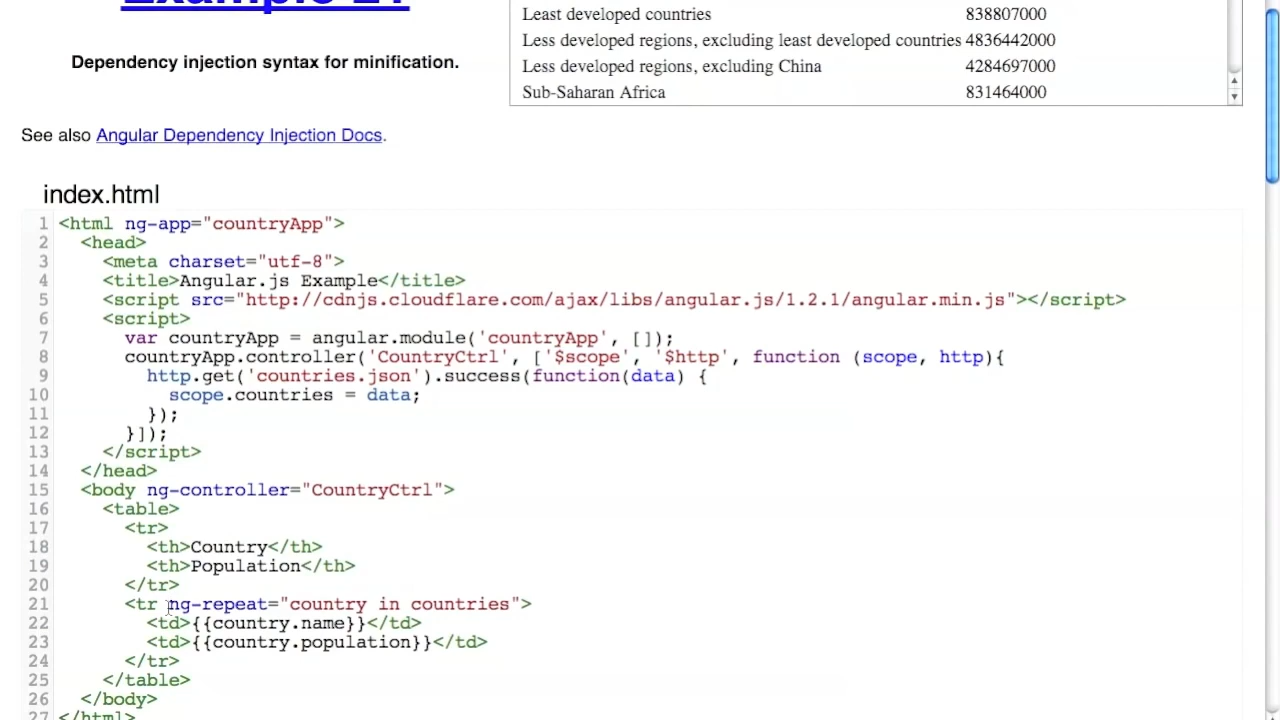 Example 21
Dependency injection syntax for minification.
See also Angular Dependency Injection Docs.
Least developed countries 838807000
Less developed regions, excluding least developed countries 4836442000
Less developed regions, excluding China 4284697000
Sub-Saharan Africa 831464000
index.html
1 <html ng-app="countryApp">
2   <head>
3     <meta charset="utf-8">
4     <title>Angular.js Example</title>
5     <script src="http://cdnjs.cloudflare.com/ajax/libs/angular.js/1.2.1/angular.min.js"></script>
6     <script>
7       var countryApp = angular.module('countryApp', []);
8       countryApp.controller('CountryCtrl', ['$scope', '$http', function (scope, http){
9         http.get('countries.json').success(function(data) {
10           scope.countries = data;
11         });
12       }]);
13     </script>
14   </head>
15   <body ng-controller="CountryCtrl">
16     <table>
17       <tr>
18         <th>Country</th>
19         <th>Population</th>
20       </tr>
21       <tr ng-repeat="country in countries">
22         <td>{{country.name}}</td>
23         <td>{{country.population}}</td>
24       </tr>
25     </table>
26   </body>
27 </html>